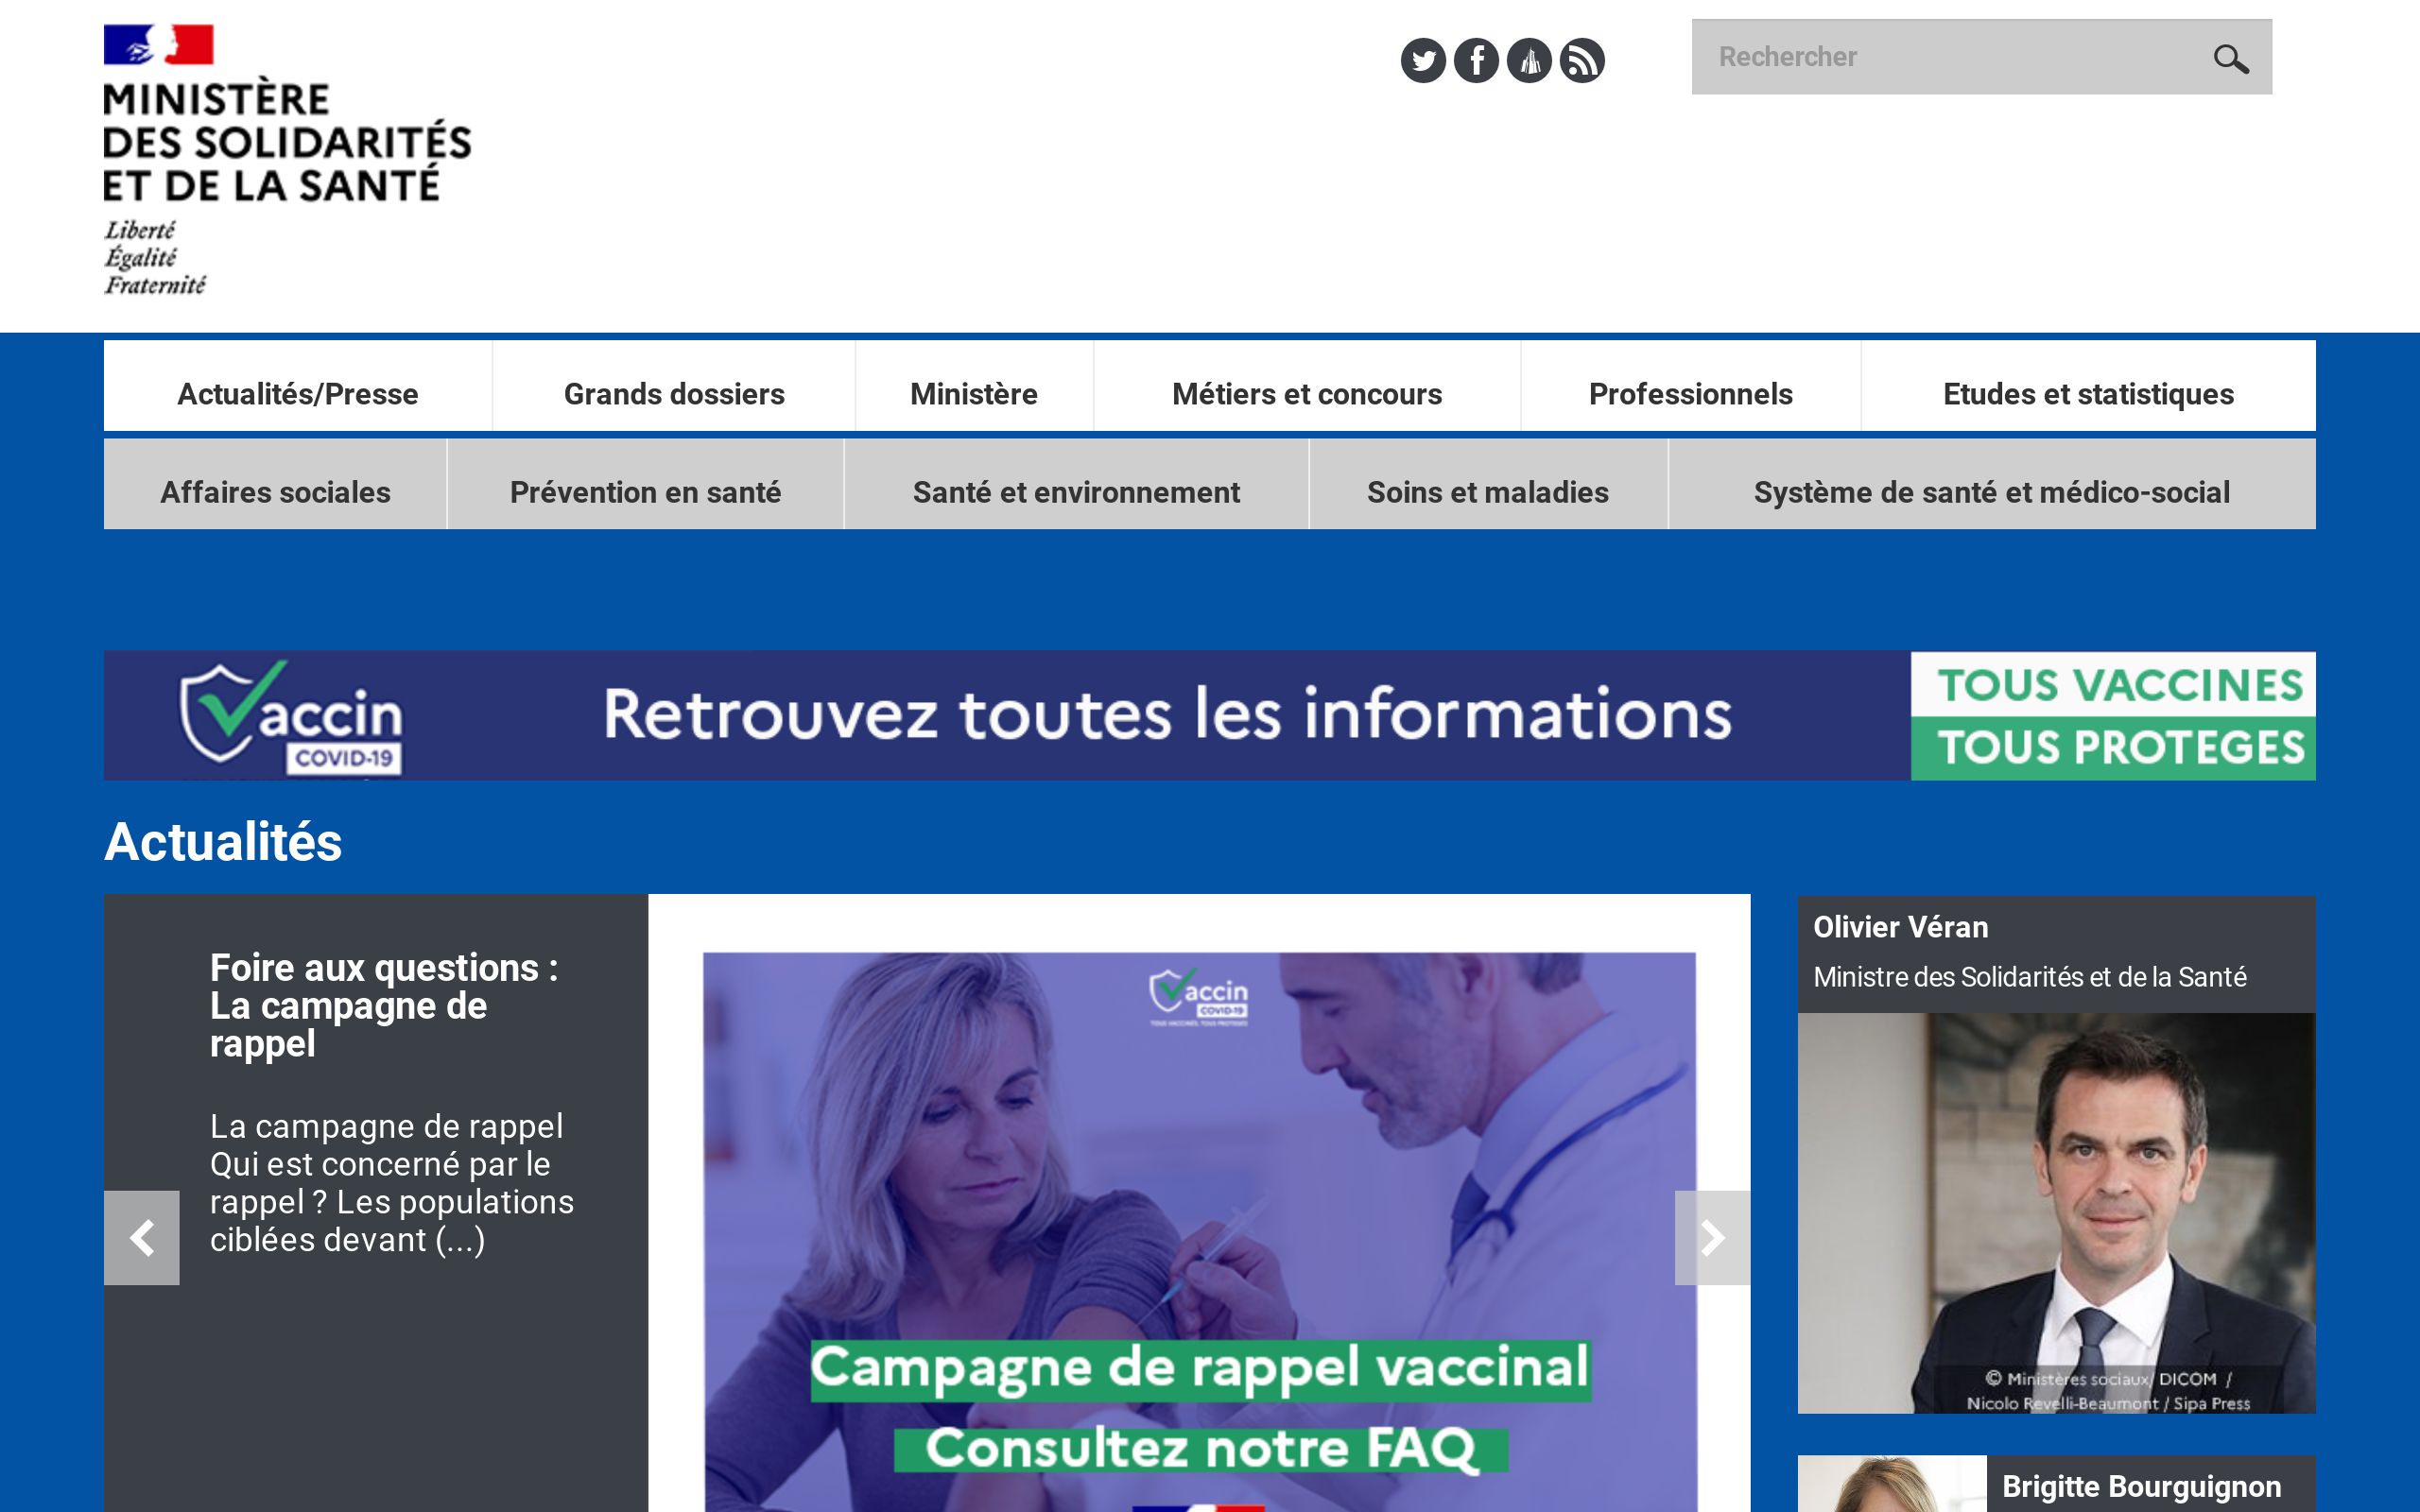 MINISTÈRE
DES SOLIDARITÉS
ET DE LA SANTÉ
Liberté
Égalité
Fraternité
Rechercher
Actualités/Presse
Grands dossiers
Ministère
Métiers et concours
Professionnels
Etudes et statistiques
Affaires sociales
Prévention en santé
Santé et environnement
Soins et maladies
Système de santé et médico-social
Vaccin
COVID-19
Retrouvez toutes les informations
TOUS VACCINES
TOUS PROTEGES
Actualités
Foire aux questions :
La campagne de
rappel
La campagne de rappel
Qui est concerné par le
rappel ? Les populations
ciblées devant (...)
Vaccin
COVID-19
TOUS VACCINES, TOUS PROTEGES
Campagne de rappel vaccinal
Consultez notre FAQ
Olivier Véran
Ministre des Solidarités et de la Santé
© Ministères sociaux/ DICOM /
Nicolo Revelli-Beaumont / Sipa Press
Brigitte Bourguignon